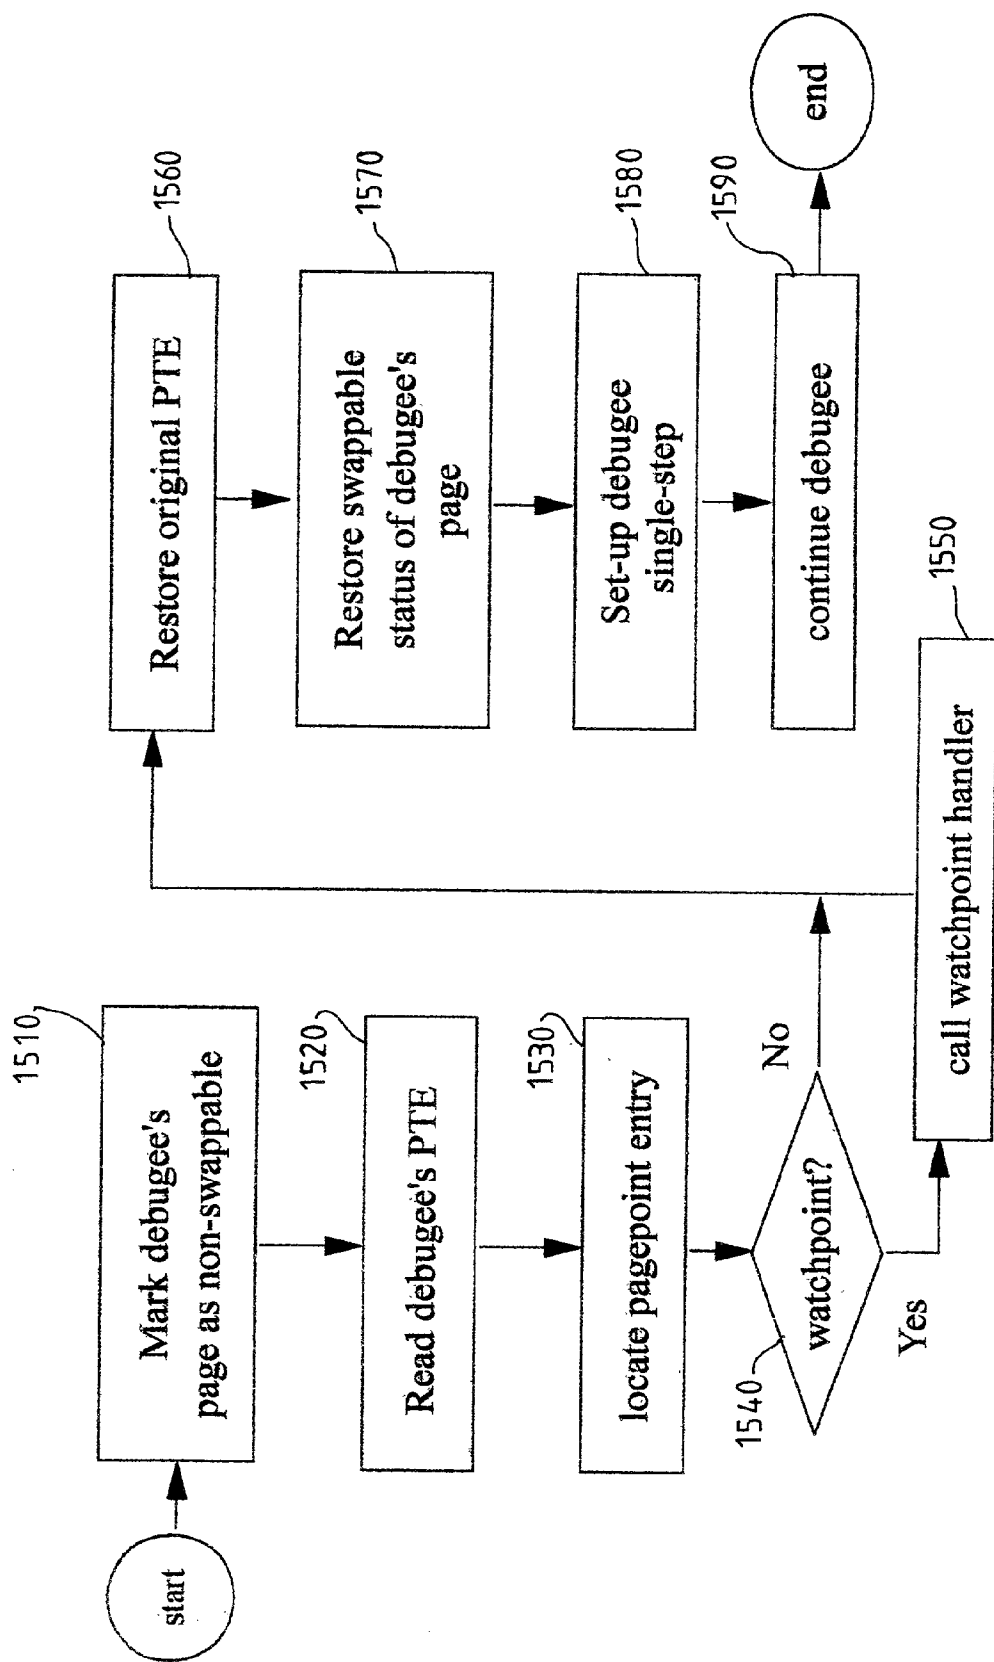 start
1510
Mark debugee's
page as non-swappable
1520
Read debugee's PTE
1530
locate pagepoint entry
1540
watchpoint?
No
Yes
1550
call watchpoint handler
1560
Restore original PTE
1570
Restore swappable
status of debugee's
page
1580
Set-up debugee
single-step
1590
continue debugee
end